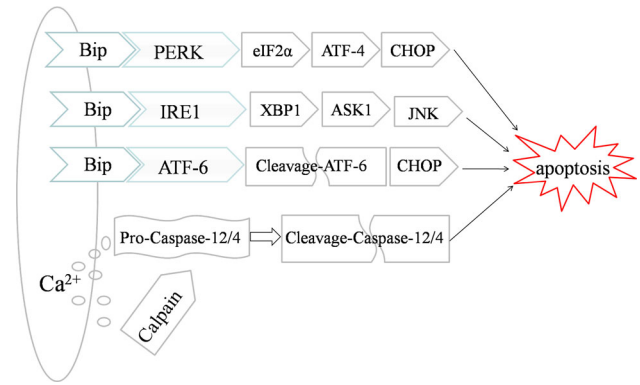 Bip PERK eIF2α ATF-4 CHOP
Bip IRE1 XBP1 ASK1 JNK
Bip ATF-6 Cleavage-ATF-6 CHOP
apoptosis
Pro-Caspase-12/4 Cleavage-Caspase-12/4
Ca²⁺
Calpain